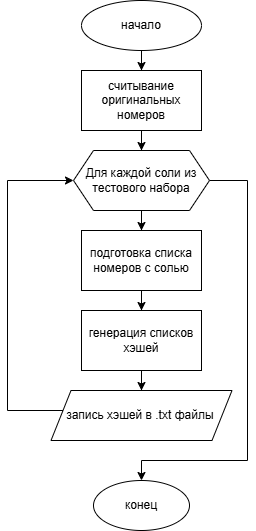 начало
считывание
оригинальных
номеров
Для каждой соли из
тестового набора
подготовка списка
номеров с солью
генерация списков
хэшей
запись хэшей в .txt файлы
конец